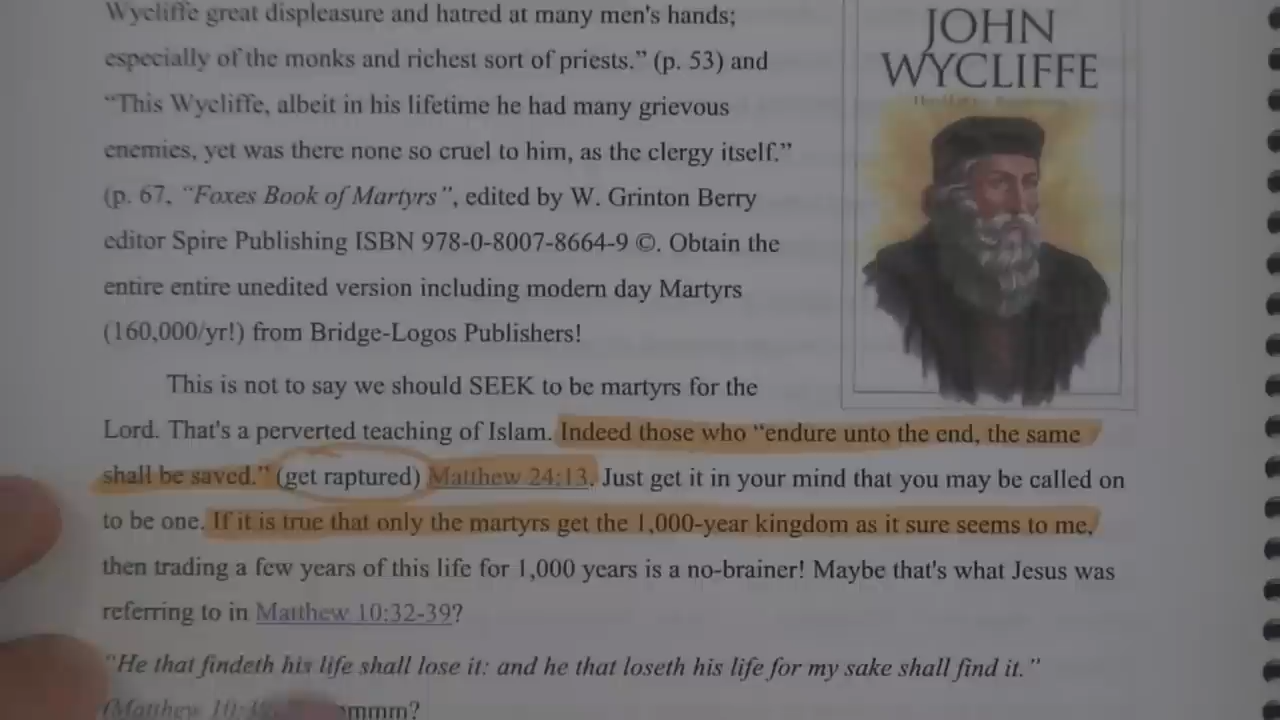 Wycliffe great displeasure and hatred at many men's hands;
especially of the monks and richest sort of priests.” (p. 53) and
“This Wycliffe, albeit in his lifetime he had many grievous
enemies, yet was there none so cruel to him, as the clergy itself.”
(p. 67, “Foxes Book of Martyrs”, edited by W. Grinton Berry
editor Spire Publishing ISBN 978-0-8007-8664-9 ©. Obtain the
entire entire unedited version including modern day Martyrs
(160,000/yr!) from Bridge-Logos Publishers!
JOHN
WYCLIFFE
This is not to say we should SEEK to be martyrs for the
Lord. That's a perverted teaching of Islam. Indeed those who “endure unto the end, the same
shall be saved.” (get raptured) Matthew 24:13. Just get it in your mind that you may be called on
to be one. If it is true that only the martyrs get the 1,000-year kingdom as it sure seems to me,
then trading a few years of this life for 1,000 years is a no-brainer! Maybe that's what Jesus was
referring to in Matthew 10:32-39?
“He that findeth his life shall lose it: and he that loseth his life for my sake shall find it.”
(Matthew